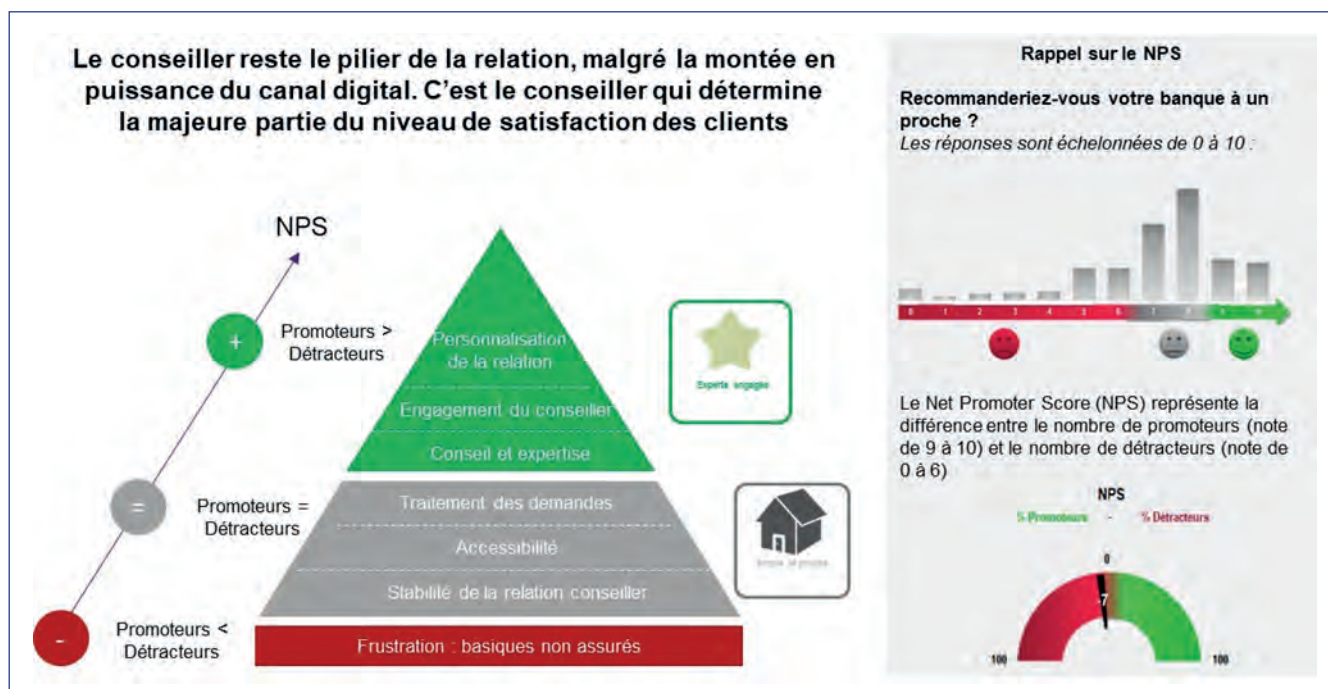 Le conseiller reste le pilier de la relation, malgré la montée en
puissance du canal digital. C’est le conseiller qui détermine
la majeure partie du niveau de satisfaction des clients
NPS
+
Promoteurs >
Détracteurs
=
Promoteurs =
Détracteurs
-
Promoteurs <
Détracteurs
Personnalisation
de la relation
Engagement du conseiller
Conseil et expertise
Traitement des demandes
Accessibilité
Stabilité de la relation conseiller
Frustration : basiques non assurés
Experts engagés
Rappel sur le NPS
Recommanderiez-vous votre banque à un
proche ?
Les réponses sont échelonnées de 0 à 10 :
0 1 2 3 4 5 6 7 8 9 10
Le Net Promoter Score (NPS) représente la
différence entre le nombre de promoteurs (note
de 9 à 10) et le nombre de détracteurs (note de
0 à 6)
NPS
% Promoteurs - % Détracteurs
0
-7
100 100